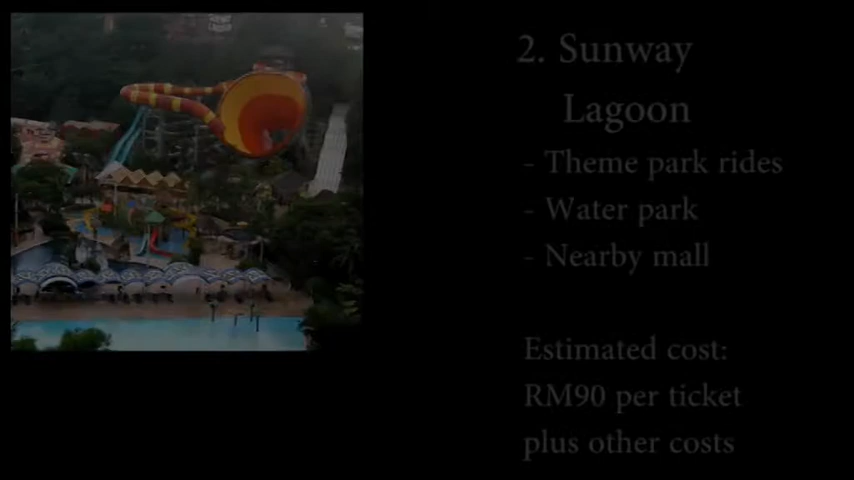 2. Sunway
Lagoon
- Theme park rides
- Water park
- Nearby mall
Estimated cost:
RM90 per ticket
plus other costs